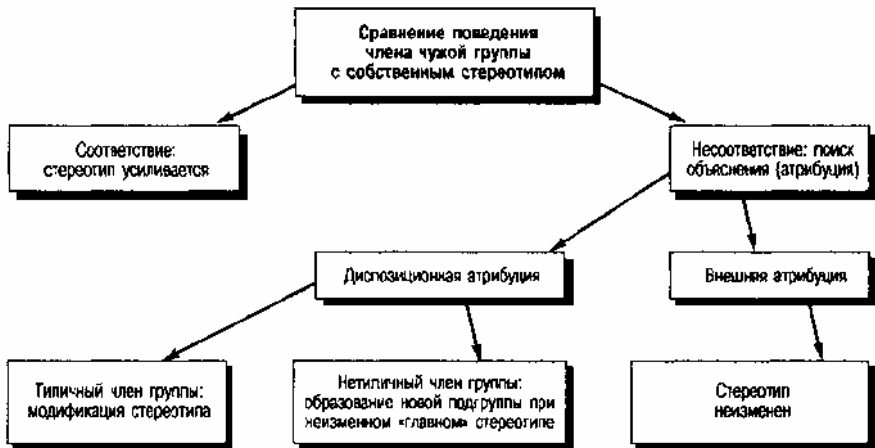 Сравнение поведения
члена чужой группы
с собственным стереотипом
Соответствие:
стереотип усиливается
Несоответствие: поиск
объяснения (атрибуция)
Диспозиционная атрибуция
Внешняя атрибуция
Типичный член группы:
модификация стереотипа
Нетипичный член группы:
образование новой подгруппы при
неизменном «главном» стереотипе
Стереотип
неизменен